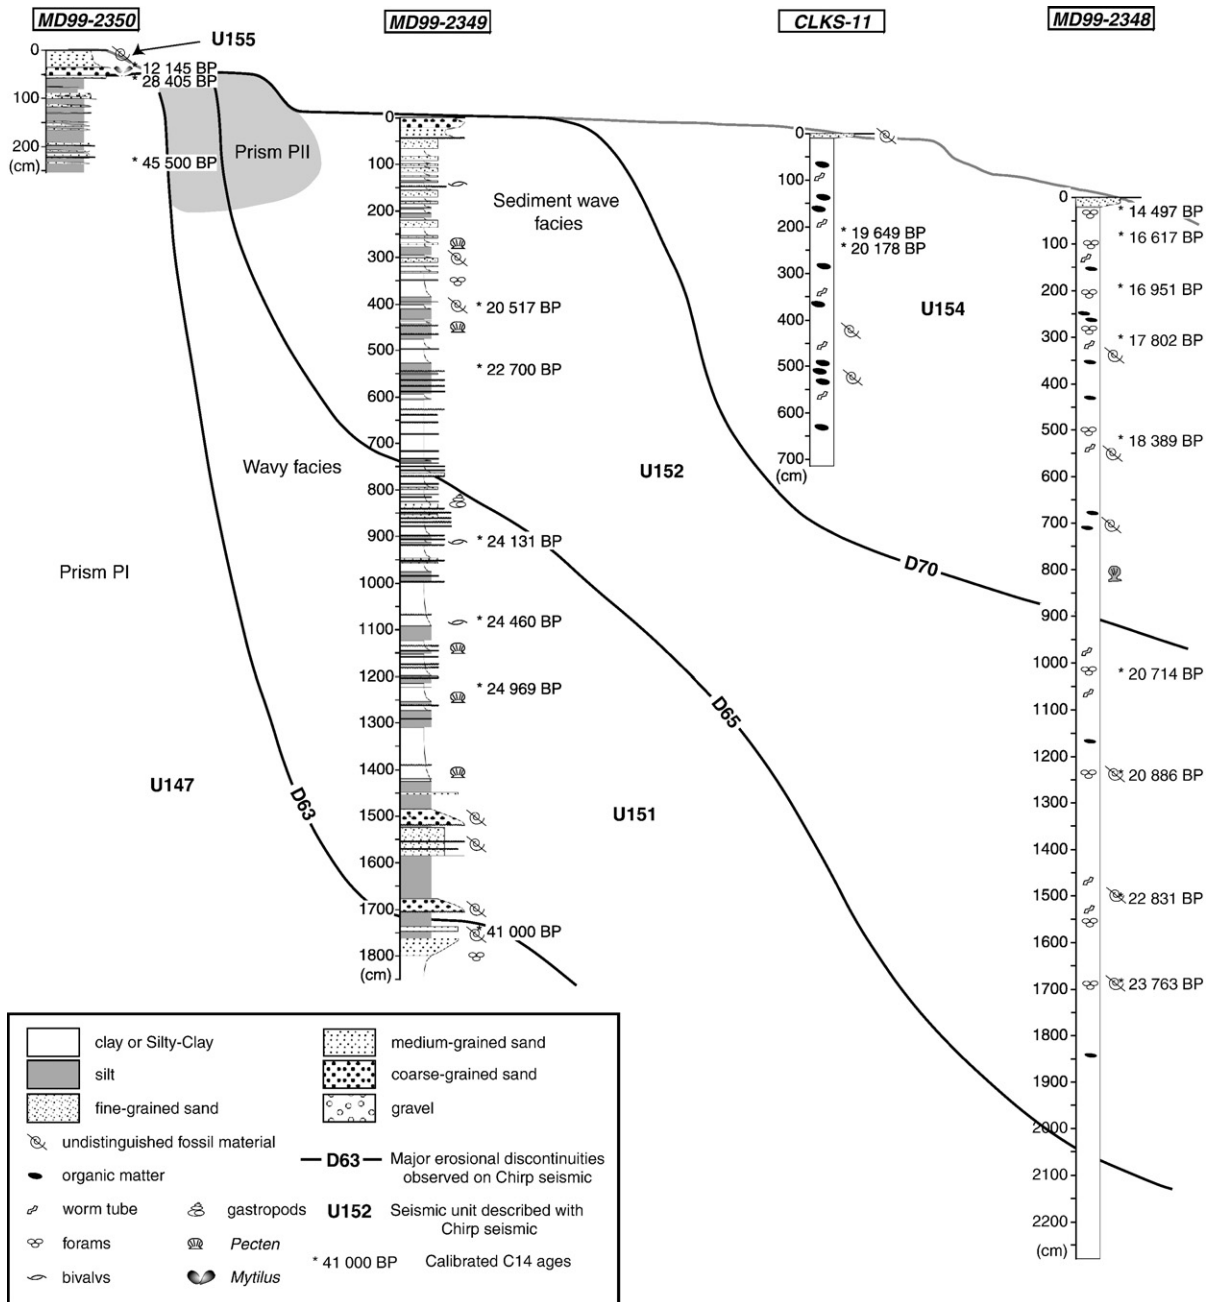 MD99-2350
MD99-2349
CLKS-11
MD99-2348
U155
0
100
200
(cm)
* 12 145 BP
* 28 405 BP
* 45 500 BP
Prism PII
Wavy facies
Prism PI
U147
D63
0
100
200
300
400
500
600
700
800
900
1000
1100
1200
1300
1400
1500
1600
1700
1800
(cm)
* 20 517 BP
* 22 700 BP
* 24 131 BP
* 24 460 BP
* 24 969 BP
* 41 000 BP
Sediment wave
facies
U152
U151
D65
D70
0
100
200
300
400
500
600
700
(cm)
* 19 649 BP
* 20 178 BP
U154
0
100
200
300
400
500
600
700
800
900
1000
1100
1200
1300
1400
1500
1600
1700
1800
1900
2000
2100
2200
(cm)
* 14 497 BP
* 16 617 BP
* 16 951 BP
* 17 802 BP
* 18 389 BP
* 20 714 BP
* 20 886 BP
* 22 831 BP
* 23 763 BP
clay or Silty-Clay
silt
fine-grained sand
medium-grained sand
coarse-grained sand
gravel
undistinguished fossil material
organic matter
worm tube
forams
bivalvs
gastropods
Pecten
Mytilus
D63 Major erosional discontinuities
observed on Chirp seismic
U152 Seismic unit described with
Chirp seismic
* 41 000 BP Calibrated C14 ages